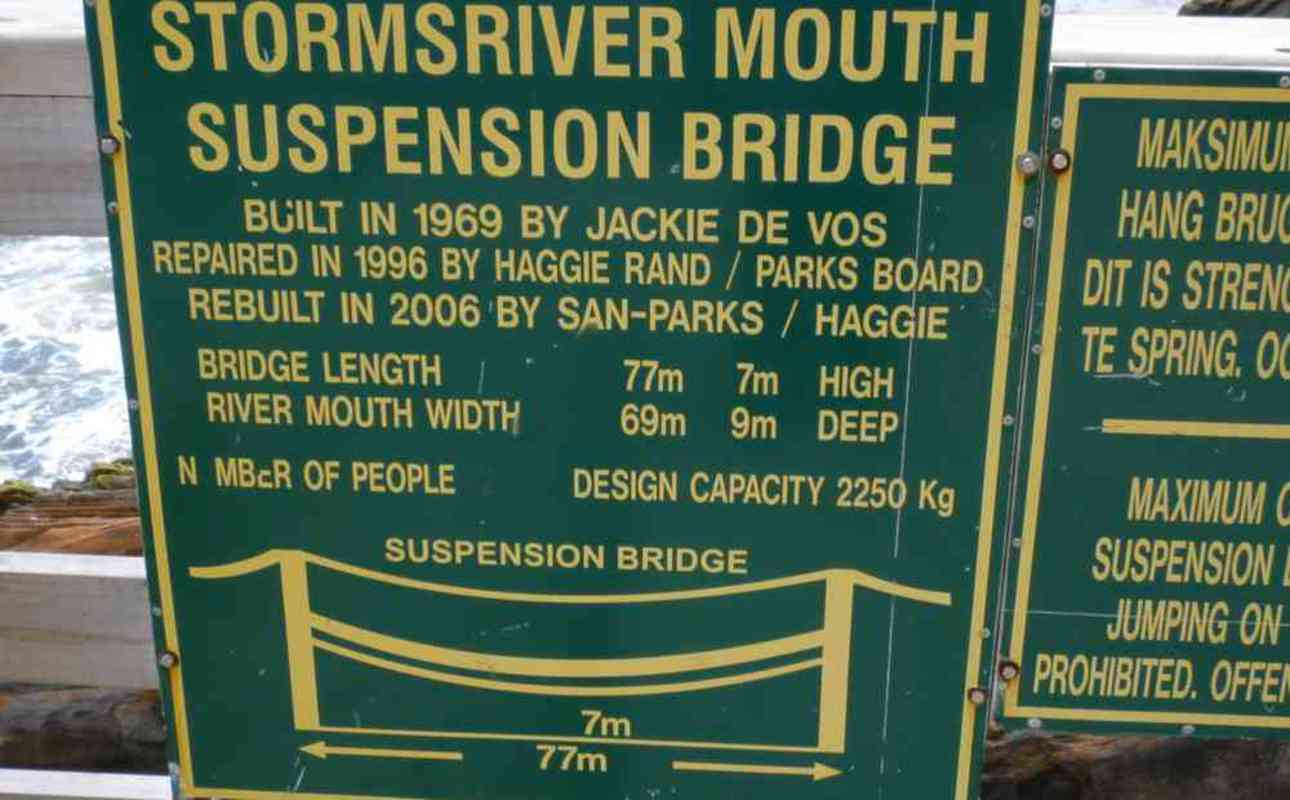 STORMSRIVER MOUTH
SUSPENSION BRIDGE
BUILT IN 1969 BY JACKIE DE VOS
REPAIRED IN 1996 BY HAGGIE RAND / PARKS BOARD
REBUILT IN 2006 BY SAN-PARKS / HAGGIE
BRIDGE LENGTH 77m 7m HIGH
RIVER MOUTH WIDTH 69m 9m DEEP
N MBER OF PEOPLE DESIGN CAPACITY 2250 Kg
SUSPENSION BRIDGE
7m
77m
MAKSIMU
HANG BRUG
DIT IS STRENG
TE SPRING.
MAXIMUM
SUSPENSION
JUMPING ON
PROHIBITED. OFFEN